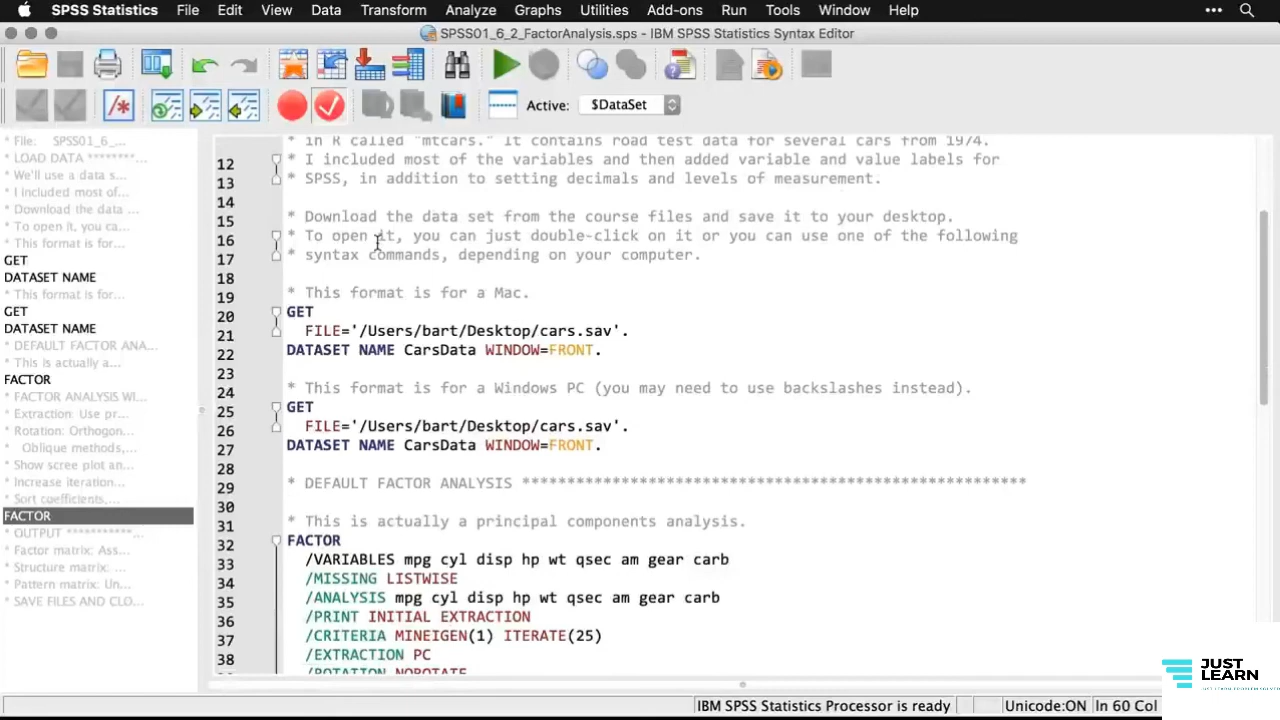 SPSS Statistics File Edit View Data Transform Analyze Graphs Utilities Add-ons Run Tools Window Help
SPSS01_6_2_FactorAnalysis.sps - IBM SPSS Statistics Syntax Editor
Active: $DataSet
* File: SPSS01_6_...
* LOAD DATA *******...
* We'll use a data s...
* I included most of...
* Download the data ...
* To open it, you ca...
* This format is for...
GET
DATASET NAME
* This format is for...
GET
DATASET NAME
* DEFAULT FACTOR ANA...
* This is actually a...
FACTOR
* FACTOR ANALYSIS WI...
* Extraction: Use pr...
* Rotation: Orthogon...
* Oblique methods,...
* Show scree plot an...
* Increase iteration...
* Sort coefficients,...
FACTOR
* OUTPUT ***********...
* Factor matrix: Ass...
* Structure matrix: ...
* Pattern matrix: Un...
* SAVE FILES AND CLO...
* in R called "mtcars." It contains road test data for several cars from 1974.
12 * I included most of the variables and then added variable and value labels for
13 * SPSS, in addition to setting decimals and levels of measurement.
14
15 * Download the data set from the course files and save it to your desktop.
16 * To open it, you can just double-click on it or you can use one of the following
17 * syntax commands, depending on your computer.
18
19 * This format is for a Mac.
20 GET
21 FILE='/Users/bart/Desktop/cars.sav'.
22 DATASET NAME CarsData WINDOW=FRONT.
23
24 * This format is for a Windows PC (you may need to use backslashes instead).
25 GET
26 FILE='/Users/bart/Desktop/cars.sav'.
27 DATASET NAME CarsData WINDOW=FRONT.
28
29 * DEFAULT FACTOR ANALYSIS ********************************************************
30
31 * This is actually a principal components analysis.
32 FACTOR
33 /VARIABLES mpg cyl disp hp wt qsec am gear carb
34 /MISSING LISTWISE
35 /ANALYSIS mpg cyl disp hp wt qsec am gear carb
36 /PRINT INITIAL EXTRACTION
37 /CRITERIA MINEIGEN(1) ITERATE(25)
38 /EXTRACTION PC
/ROTATION NOROTATE
IBM SPSS Statistics Processor is ready Unicode:ON In 60 Col
JUST
LEARN